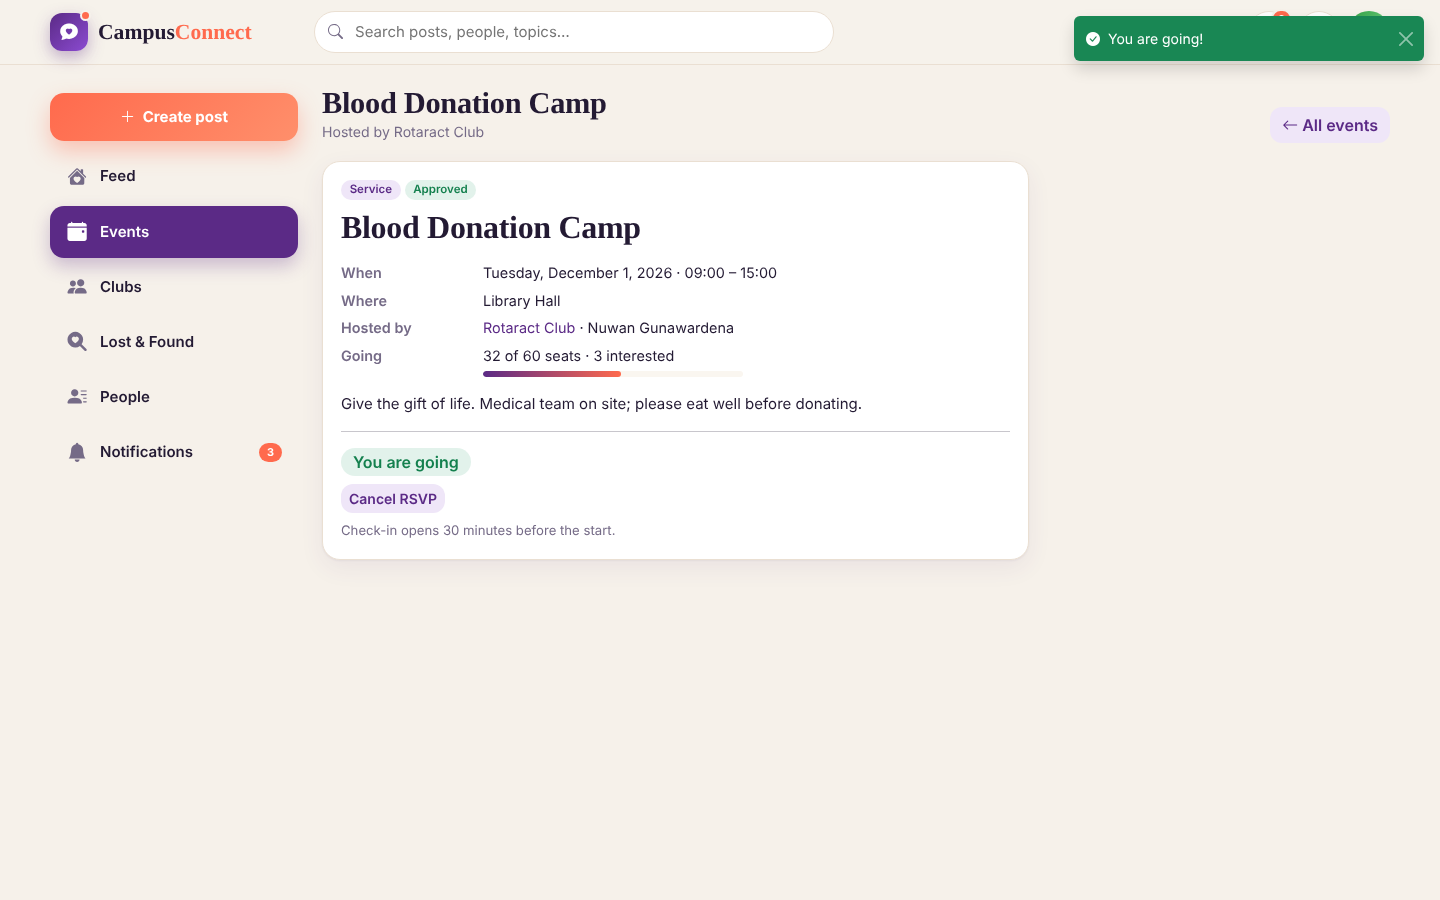 CampusConnect
Search posts, people, topics...
You are going!
Create post
Feed
Events
Clubs
Lost & Found
People
Notifications
3
Blood Donation Camp
Hosted by Rotaract Club
← All events
Service
Approved
Blood Donation Camp
When Tuesday, December 1, 2026 · 09:00 – 15:00
Where Library Hall
Hosted by Rotaract Club · Nuwan Gunawardena
Going 32 of 60 seats · 3 interested
Give the gift of life. Medical team on site; please eat well before donating.
You are going
Cancel RSVP
Check-in opens 30 minutes before the start.